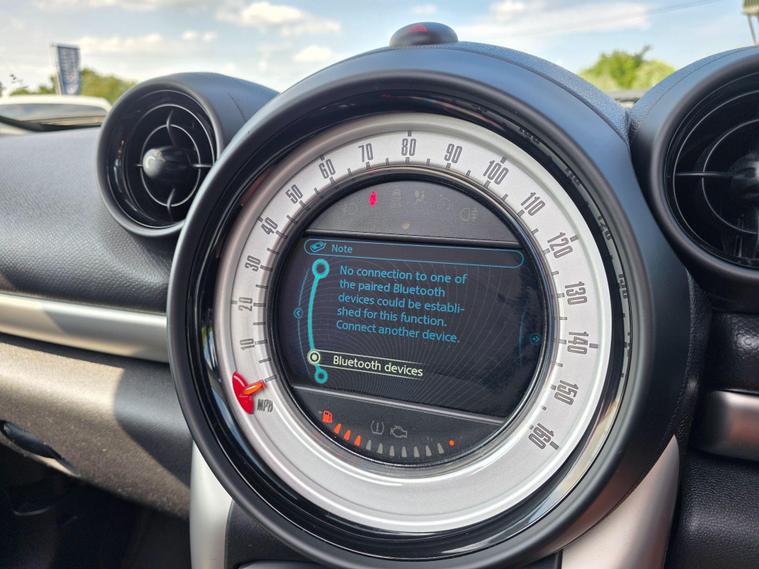 10
20
30
40
50
60
70
80
90
100
110
120
130
140
150
160
MPH
Note
No connection to one of
the paired Bluetooth
devices could be establi-
shed for this function.
Connect another device.
Bluetooth devices